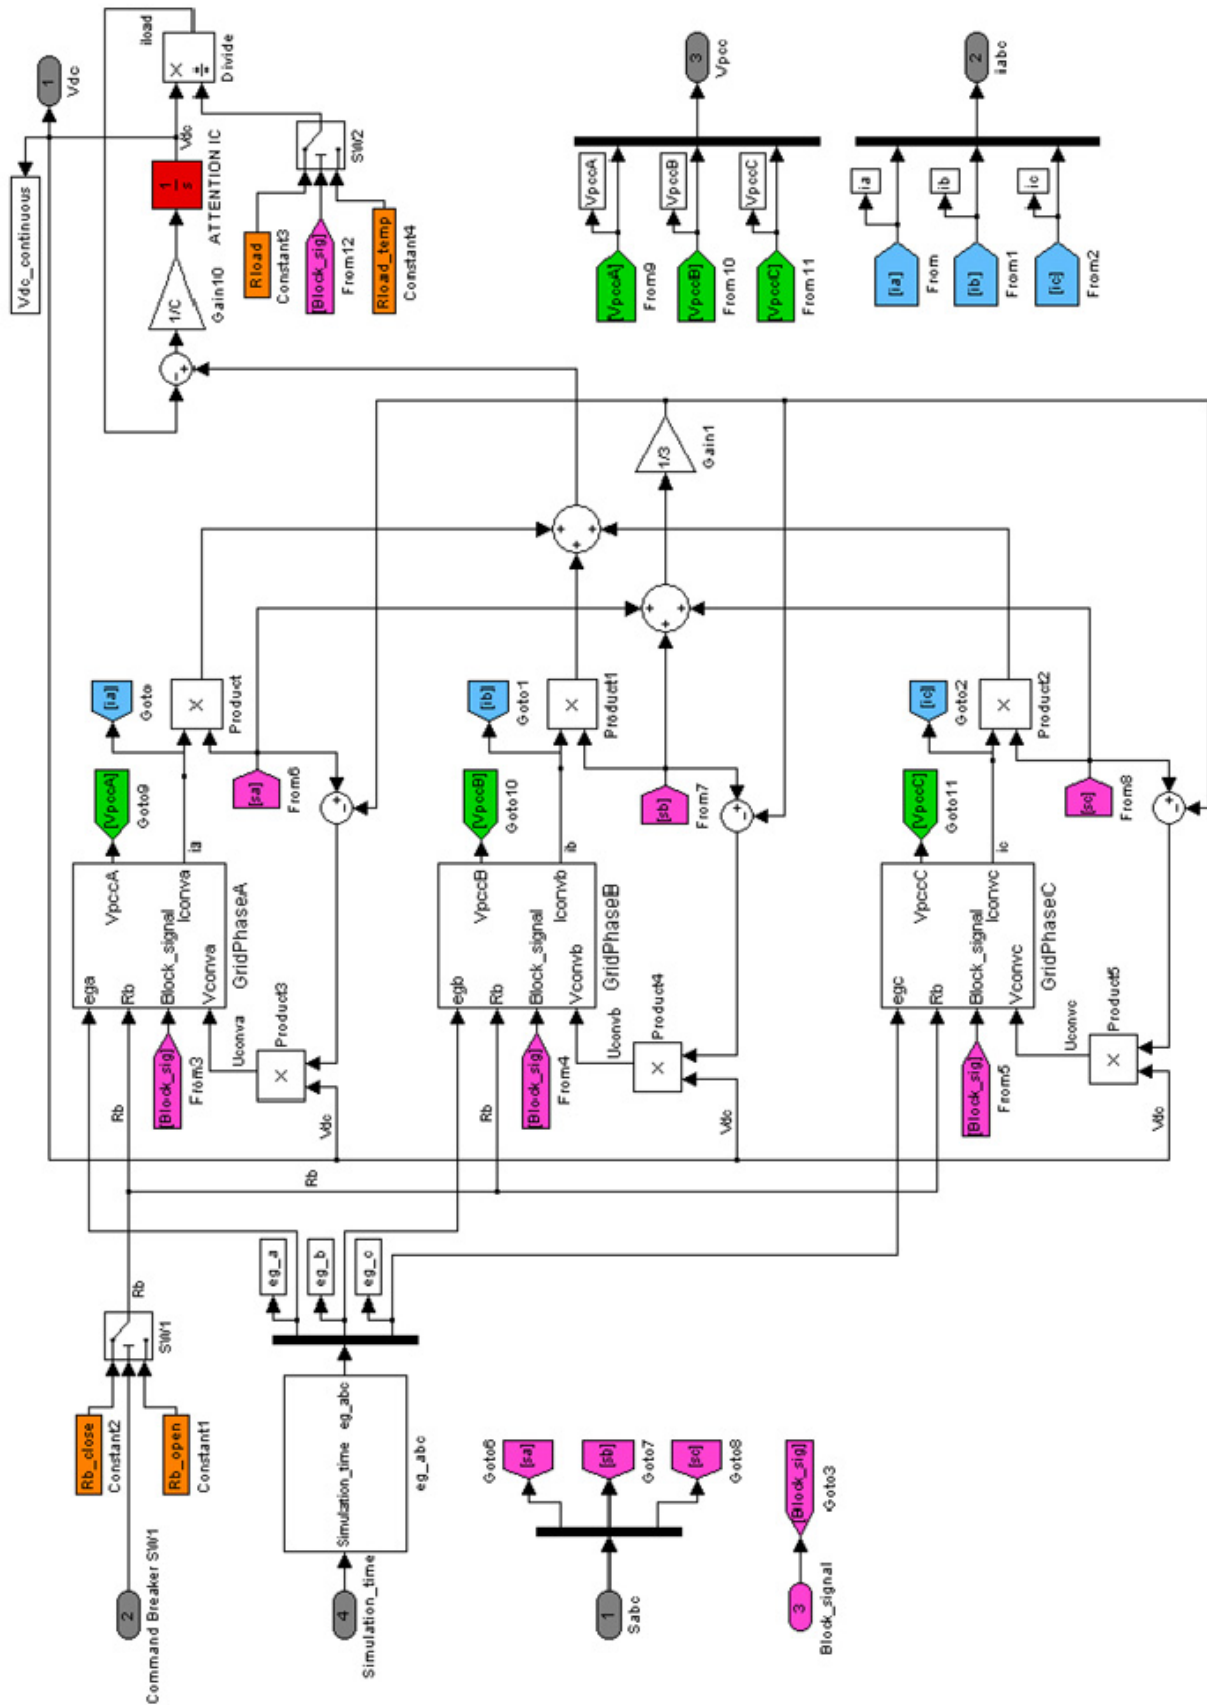 2
Command Breaker SW1
Rb_close
Constant2
Rb_open
Constant1
SW1
Rb
4
Simulation_time
Simulation_time eg_abc
eg_abc
eg_a
eg_b
eg_c
1
Sabc
[sa]
Goto6
[sb]
Goto7
[sc]
Goto8
3
Block_signal
[Block_sig]
Goto3
Rb
Rb
[Block_sig]
From3
Vdc
Uconva
×
Product3
ega
Rb
Block_signal
Vconva
VpccA
Iconva
GridPhaseA
[VpccA]
Goto9
ia
[ia]
Goto
×
Product
[sa]
From6
+
-
Rb
[Block_sig]
From4
Vdc
Uconvb
×
Product4
egb
Rb
Block_signal
Vconvb
VpccB
Iconvb
GridPhaseB
[VpccB]
Goto10
ib
[ib]
Goto1
×
Product1
[sb]
From7
+
-
[Block_sig]
From5
Vdc
Uconvc
×
Product5
egc
Rb
Block_signal
Vconvc
VpccC
Iconvc
GridPhaseC
[VpccC]
Goto11
ic
[ic]
Goto2
×
Product2
[sc]
From8
+
-
+
+
+
+
+
+
1/3
Gain1
-
+
1/C
Gain10
1
s
ATTENTION IC
Vdc_continuous
Vdc
1
Vdc
iload
×
÷
Divide
Rload
Constant3
[Block_sig]
From12
Rload_temp
Constant4
SW2
[VpccA]
From9
VpccA
[VpccB]
From10
VpccB
[VpccC]
From11
VpccC
3
Vpcc
[ia]
From
ia
[ib]
From1
ib
[ic]
From2
ic
2
iabc